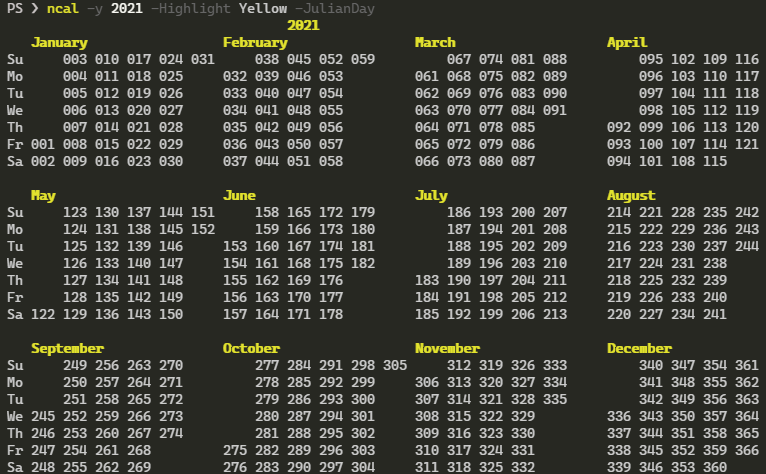 PS ❯ ncal -y 2021 -Highlight Yellow -JulianDay
                                   2021
   January                 February                March                   April
Su     003 010 017 024 031     038 045 052 059         067 074 081 088         095 102 109 116
Mo     004 011 018 025     032 039 046 053         061 068 075 082 089         096 103 110 117
Tu     005 012 019 026     033 040 047 054         062 069 076 083 090         097 104 111 118
We     006 013 020 027     034 041 048 055         063 070 077 084 091         098 105 112 119
Th     007 014 021 028     035 042 049 056         064 071 078 085         092 099 106 113 120
Fr 001 008 015 022 029     036 043 050 057         065 072 079 086         093 100 107 114 121
Sa 002 009 016 023 030     037 044 051 058         066 073 080 087         094 101 108 115

   May                     June                    July                    August
Su     123 130 137 144 151     158 165 172 179         186 193 200 207     214 221 228 235 242
Mo     124 131 138 145 152     159 166 173 180         187 194 201 208     215 222 229 236 243
Tu     125 132 139 146     153 160 167 174 181         188 195 202 209     216 223 230 237 244
We     126 133 140 147     154 161 168 175 182         189 196 203 210     217 224 231 238
Th     127 134 141 148     155 162 169 176         183 190 197 204 211     218 225 232 239
Fr     128 135 142 149     156 163 170 177         184 191 198 205 212     219 226 233 240
Sa 122 129 136 143 150     157 164 171 178         185 192 199 206 213     220 227 234 241

   September               October                 November                December
Su     249 256 263 270         277 284 291 298 305     312 319 326 333         340 347 354 361
Mo     250 257 264 271         278 285 292 299     306 313 320 327 334         341 348 355 362
Tu     251 258 265 272         279 286 293 300     307 314 321 328 335         342 349 356 363
We 245 252 259 266 273         280 287 294 301     308 315 322 329         336 343 350 357 364
Th 246 253 260 267 274         281 288 295 302     309 316 323 330         337 344 351 358 365
Fr 247 254 261 268         275 282 289 296 303     310 317 324 331         338 345 352 359 366
Sa 248 255 262 269         276 283 290 297 304     311 318 325 332         339 346 353 360